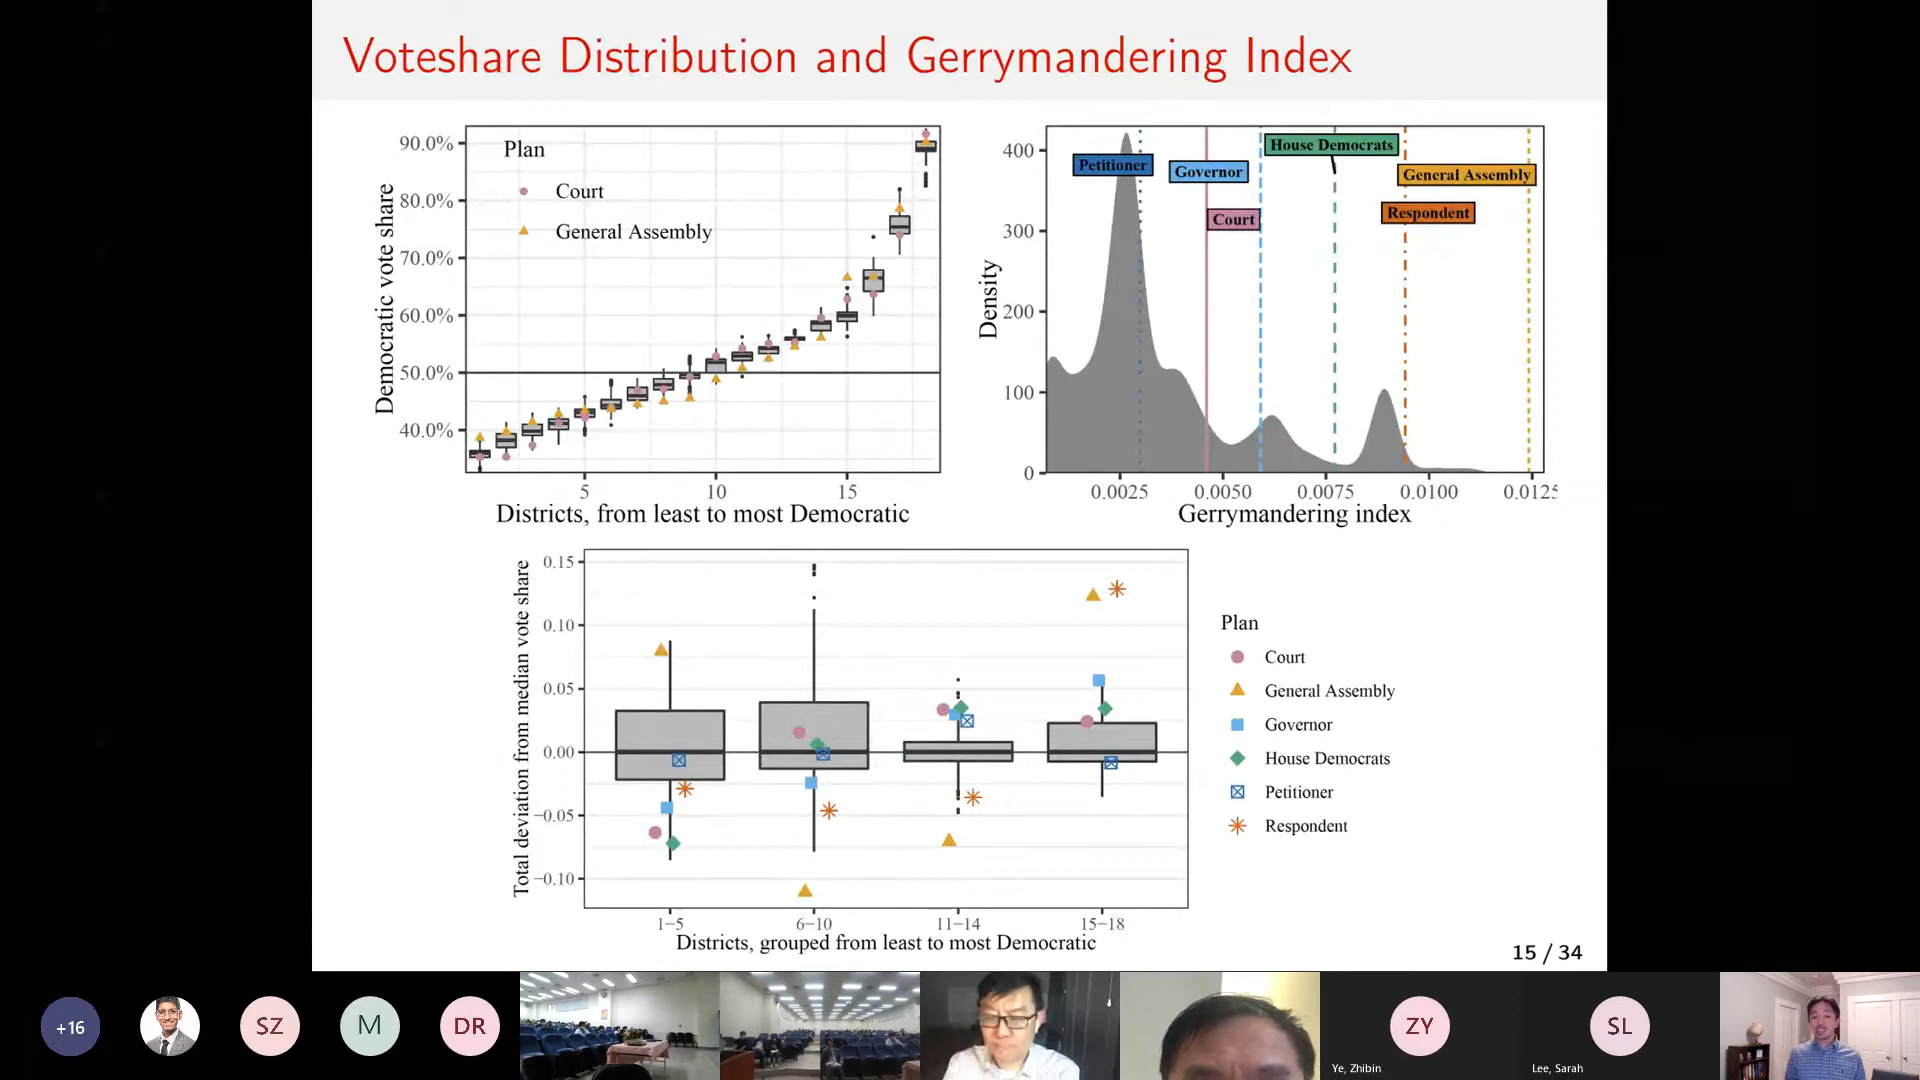 Voteshare Distribution and Gerrymandering Index
Plan
Court
General Assembly
90.0%
80.0%
70.0%
60.0%
50.0%
40.0%
Democratic vote share
5 10 15
Districts, from least to most Democratic
House Democrats
Petitioner
Governor
General Assembly
Court
Respondent
400
300
200
100
0
Density
0.0025 0.0050 0.0075 0.0100 0.0125
Gerrymandering index
0.15
0.10
0.05
0.00
−0.05
−0.10
Total deviation from median vote share
1−5 6−10 11−14 15−18
Districts, grouped from least to most Democratic
Plan
Court
General Assembly
Governor
House Democrats
Petitioner
Respondent
15 / 34
+16
SZ
M
DR
ZY
SL
Ye, Zhibin
Lee, Sarah